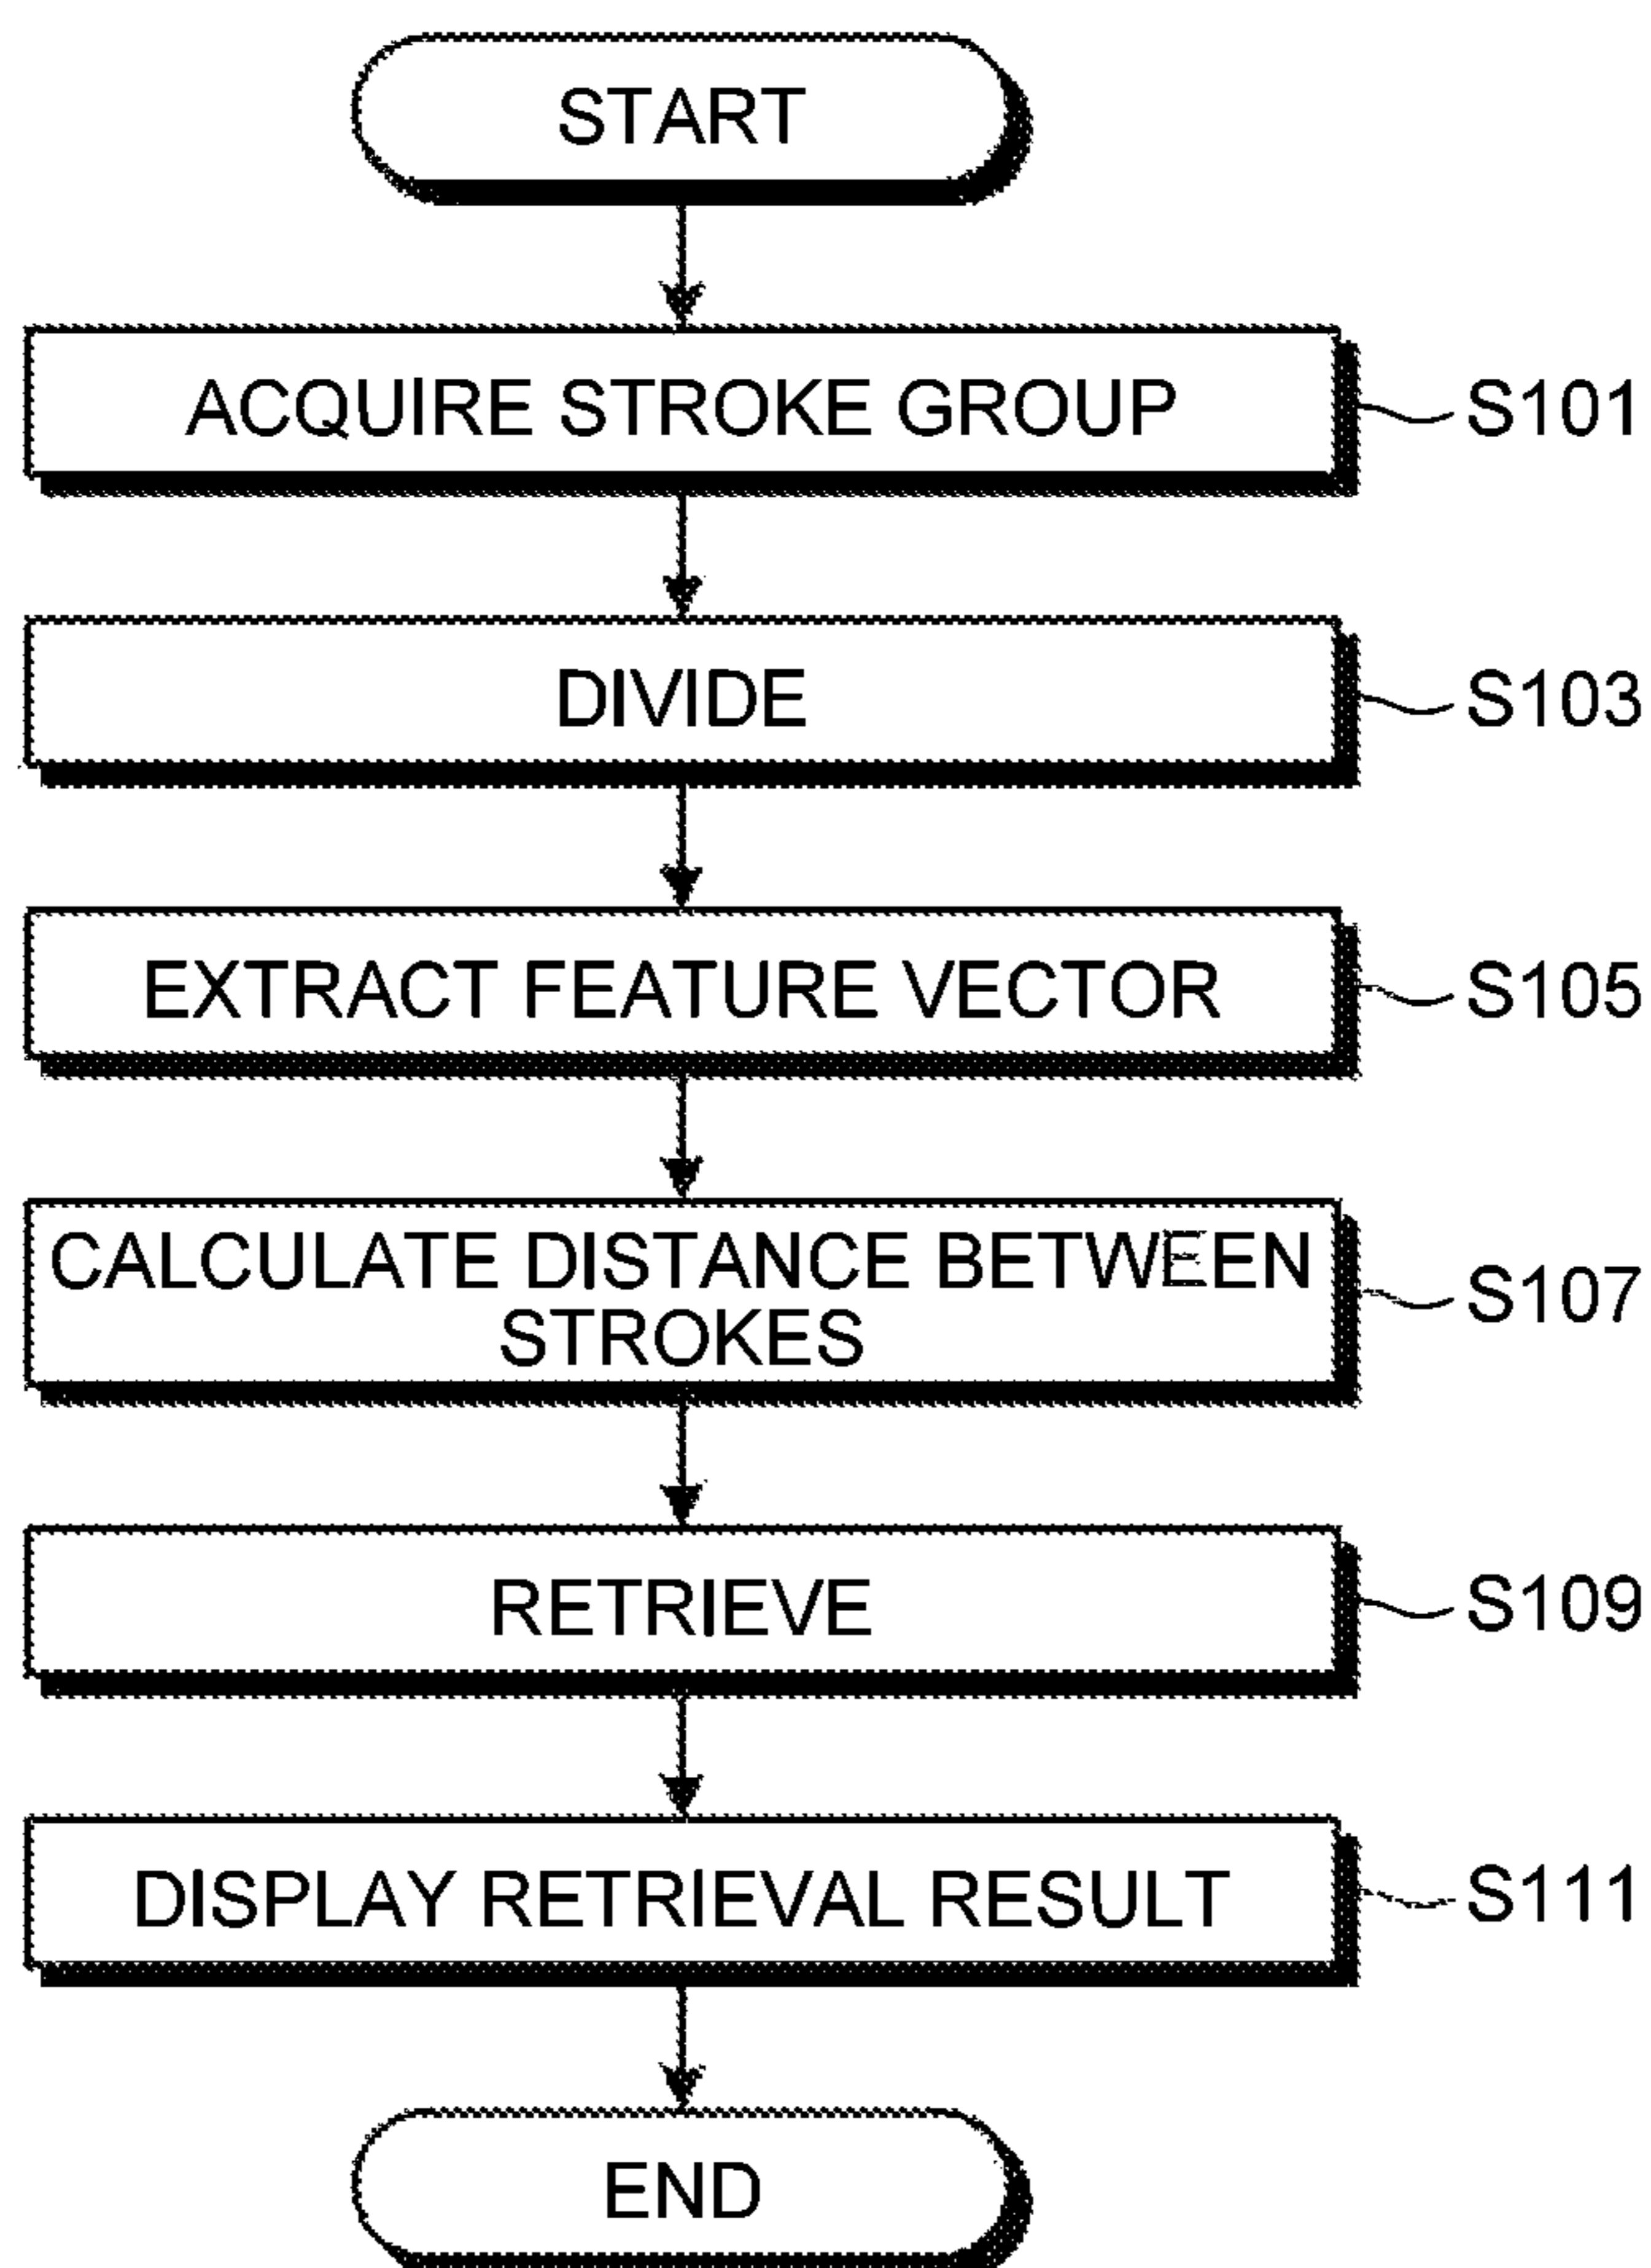 START
ACQUIRE STROKE GROUP
S101
DIVIDE
S103
EXTRACT FEATURE VECTOR
S105
CALCULATE DISTANCE BETWEEN
STROKES
S107
RETRIEVE
S109
DISPLAY RETRIEVAL RESULT
S111
END